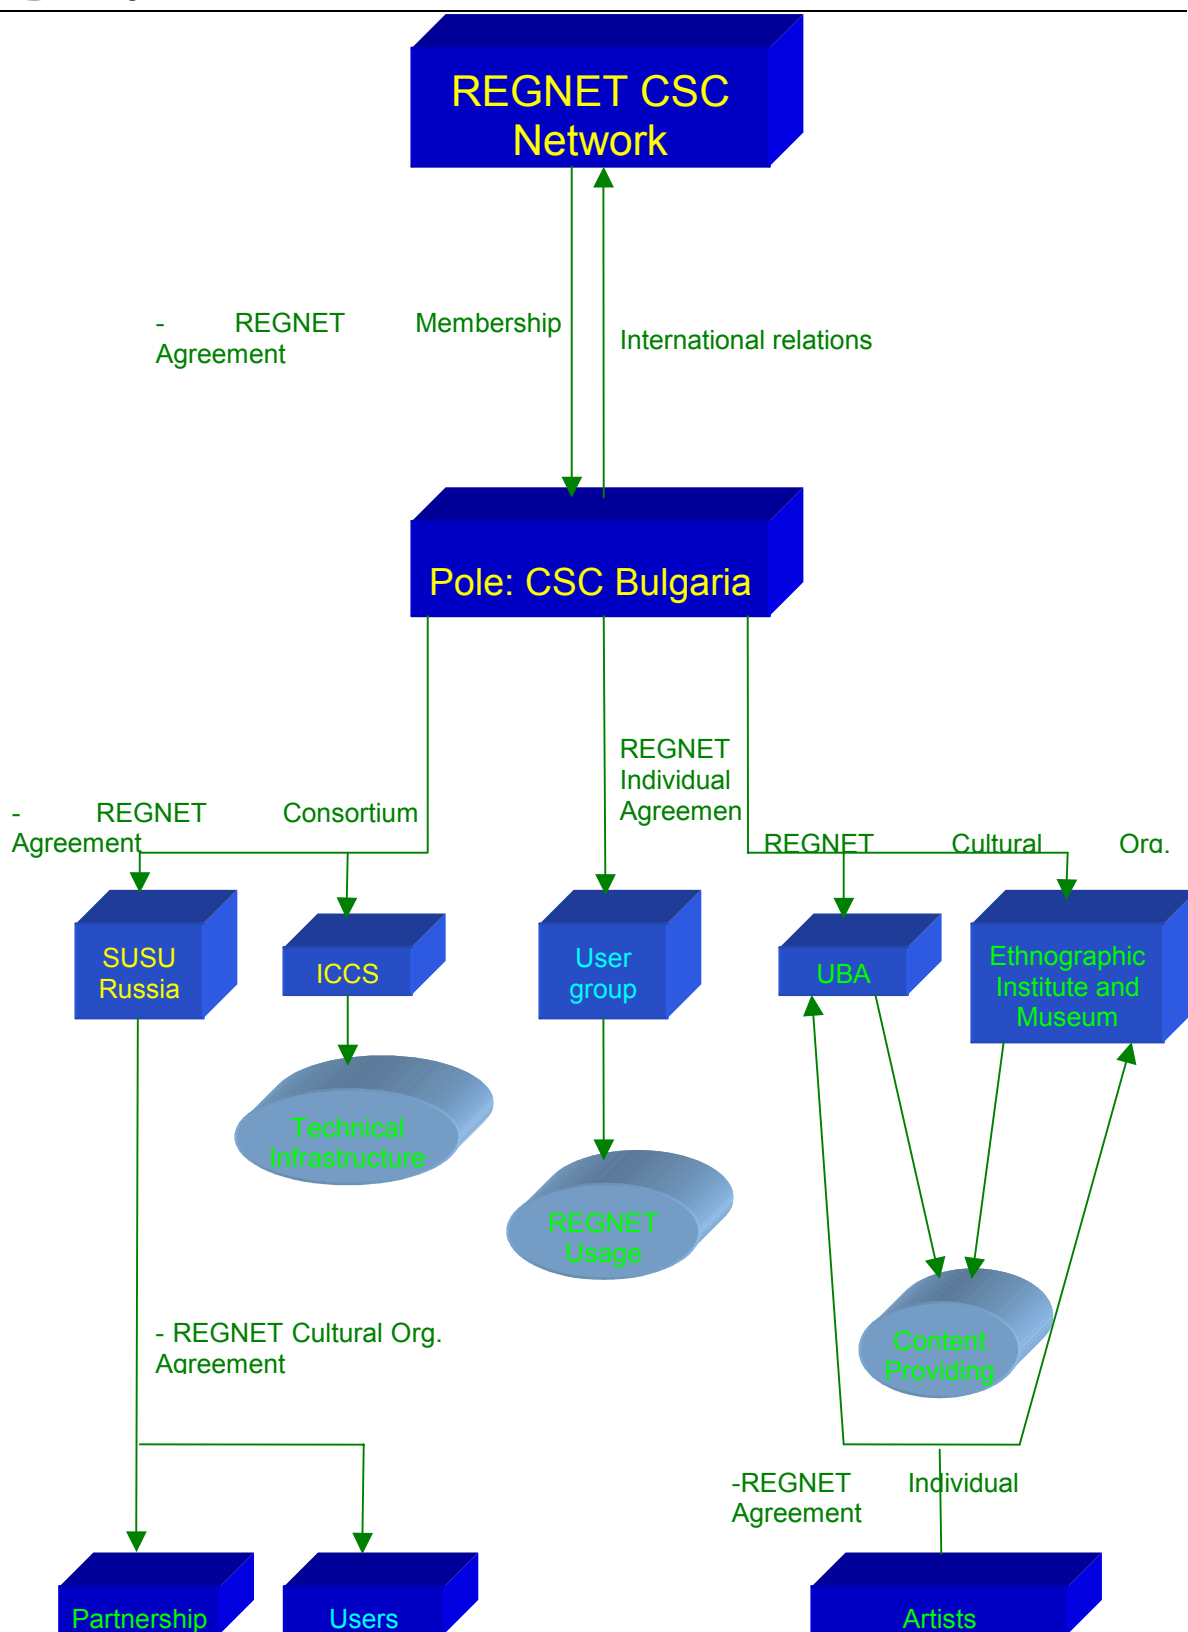 REGNET CSC
Network
- REGNET Membership
Agreement
International relations
Pole: CSC Bulgaria
REGNET
Individual
Agreemen
- REGNET Consortium
Agreement
REGNET Cultural Org.
SUSU
Russia
ICCS
User
group
UBA
Ethnographic
Institute and
Museum
Technical
Infrastructure
REGNET
Usage
- REGNET Cultural Org.
Agreement
Content
Providing
-REGNET Individual
Agreement
Partnership
Users
Artists